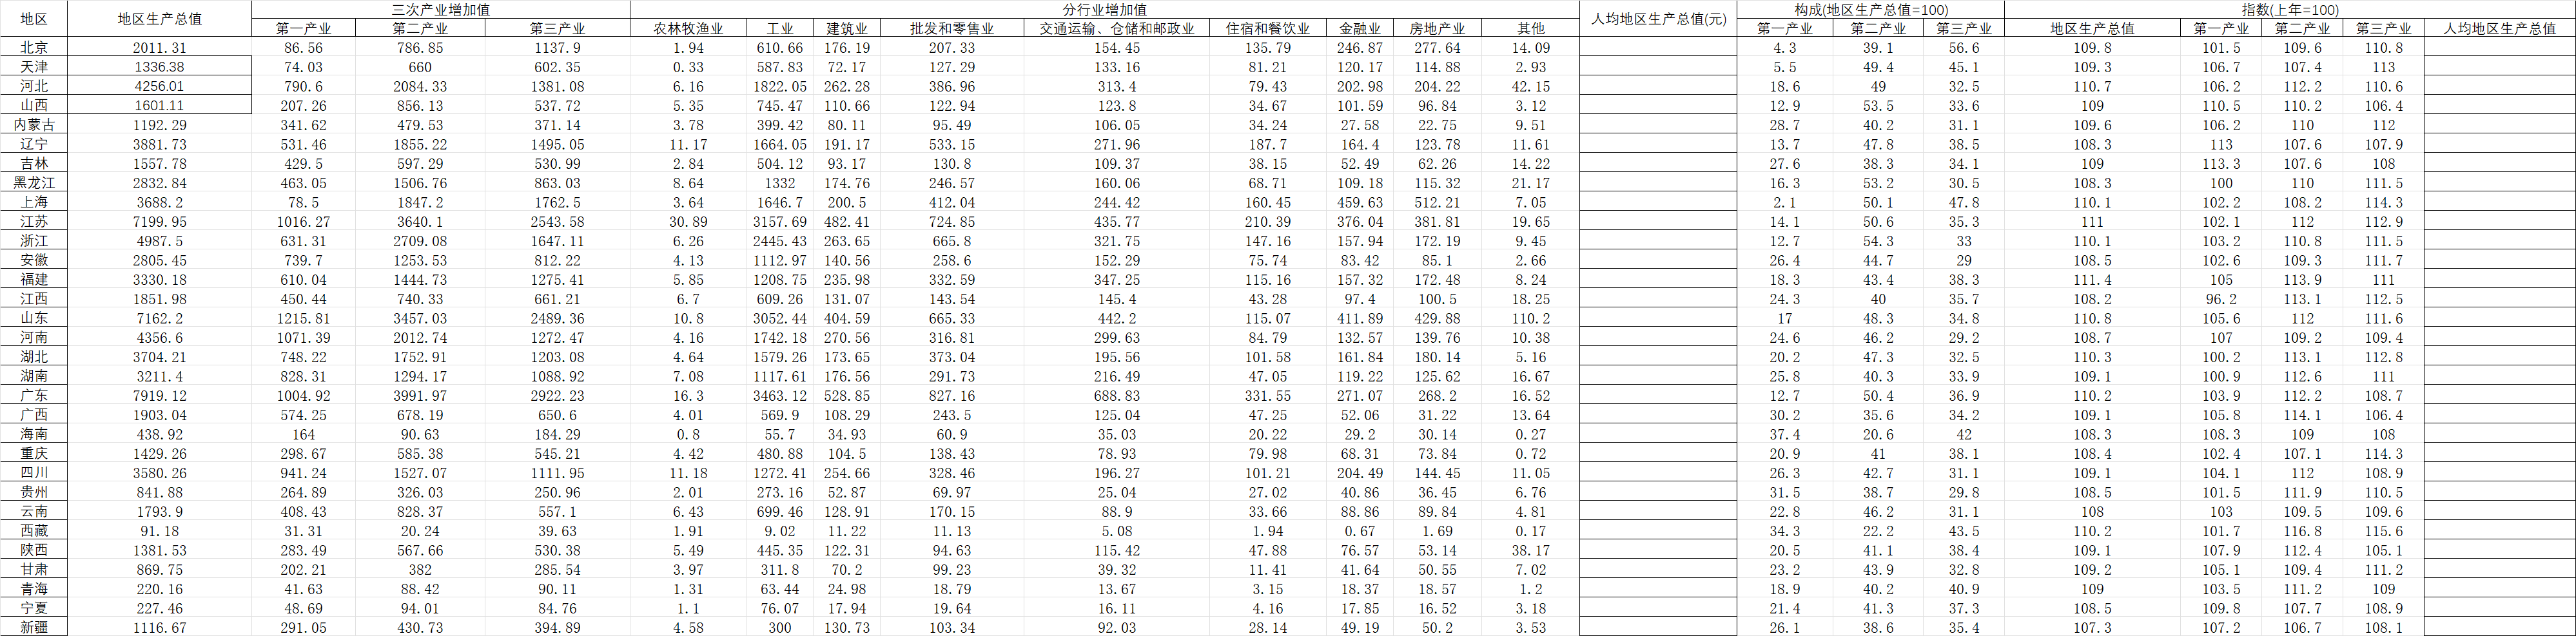 地区 地区生产总值 三次产业增加值 分行业增加值 人均地区生产总值(元) 构成(地区生产总值=100) 指数(上年=100)
第一产业 第二产业 第三产业 农林牧渔业 工业 建筑业 批发和零售业 交通运输、仓储和邮政业 住宿和餐饮业 金融业 房地产业 其他 第一产业 第二产业 第三产业 地区生产总值 第一产业 第二产业 第三产业 人均地区生产总值
北京 2011.31 86.56 786.85 1137.9 1.94 610.66 176.19 207.33 154.45 135.79 246.87 277.64 14.09 4.3 39.1 56.6 109.8 101.5 109.6 110.8
天津 1336.38 74.03 660 602.35 0.33 587.83 72.17 127.29 133.16 81.21 120.17 114.88 2.93 5.5 49.4 45.1 109.3 106.7 107.4 113
河北 4256.01 790.6 2084.33 1381.08 6.16 1822.05 262.28 386.96 313.4 79.43 202.98 204.22 42.15 18.6 49 32.5 110.7 106.2 112.2 110.6
山西 1601.11 207.26 856.13 537.72 5.35 745.47 110.66 122.94 123.8 34.67 101.59 96.84 3.12 12.9 53.5 33.6 109 110.5 110.2 106.4
内蒙古 1192.29 341.62 479.53 371.14 3.78 399.42 80.11 95.49 106.05 34.24 27.58 22.75 9.51 28.7 40.2 31.1 109.6 106.2 110 112
辽宁 3881.73 531.46 1855.22 1495.05 11.17 1664.05 191.17 533.15 271.96 187.7 164.4 123.78 11.61 13.7 47.8 38.5 108.3 113 107.6 107.9
吉林 1557.78 429.5 597.29 530.99 2.84 504.12 93.17 130.8 109.37 38.15 52.49 62.26 14.22 27.6 38.3 34.1 109 113.3 107.6 108
黑龙江 2832.84 463.05 1506.76 863.03 8.64 1332 174.76 246.57 160.06 68.71 109.18 115.32 21.17 16.3 53.2 30.5 108.3 100 110 111.5
上海 3688.2 78.5 1847.2 1762.5 3.64 1646.7 200.5 412.04 244.42 160.45 459.63 512.21 7.05 2.1 50.1 47.8 110.1 102.2 108.2 114.3
江苏 7199.95 1016.27 3640.1 2543.58 30.89 3157.69 482.41 724.85 435.77 210.39 376.04 381.81 19.65 14.1 50.6 35.3 111 102.1 112 112.9
浙江 4987.5 631.31 2709.08 1647.11 6.26 2445.43 263.65 665.8 321.75 147.16 157.94 172.19 9.45 12.7 54.3 33 110.1 103.2 110.8 111.5
安徽 2805.45 739.7 1253.53 812.22 4.13 1112.97 140.56 258.6 152.29 75.74 83.42 85.1 2.66 26.4 44.7 29 108.5 102.6 109.3 111.7
福建 3330.18 610.04 1444.73 1275.41 5.85 1208.75 235.98 332.59 347.25 115.16 157.32 172.48 8.24 18.3 43.4 38.3 111.4 105 113.9 111
江西 1851.98 450.44 740.33 661.21 6.7 609.26 131.07 143.54 145.4 43.28 97.4 100.5 18.25 24.3 40 35.7 108.2 96.2 113.1 112.5
山东 7162.2 1215.81 3457.03 2489.36 10.8 3052.44 404.59 665.33 442.2 115.07 411.89 429.88 110.2 17 48.3 34.8 110.8 105.6 112 111.6
河南 4356.6 1071.39 2012.74 1272.47 4.16 1742.18 270.56 316.81 299.63 84.79 132.57 139.76 10.38 24.6 46.2 29.2 108.7 107 109.2 109.4
湖北 3704.21 748.22 1752.91 1203.08 4.64 1579.26 173.65 373.04 195.56 101.58 161.84 180.14 5.16 20.2 47.3 32.5 110.3 100.2 113.1 112.8
湖南 3211.4 828.31 1294.17 1088.92 7.08 1117.61 176.56 291.73 216.49 47.05 119.22 125.62 16.67 25.8 40.3 33.9 109.1 100.9 112.6 111
广东 7919.12 1004.92 3991.97 2922.23 16.3 3463.12 528.85 827.16 688.83 331.55 271.07 268.2 16.52 12.7 50.4 36.9 110.2 103.9 112.2 108.7
广西 1903.04 574.25 678.19 650.6 4.01 569.9 108.29 243.5 125.04 47.25 52.06 31.22 13.64 30.2 35.6 34.2 109.1 105.8 114.1 106.4
海南 438.92 164 90.63 184.29 0.8 55.7 34.93 60.9 35.03 20.22 29.2 30.14 0.27 37.4 20.6 42 108.3 108.3 109 108
重庆 1429.26 298.67 585.38 545.21 4.42 480.88 104.5 138.43 78.93 79.98 68.31 73.84 0.72 20.9 41 38.1 108.4 102.4 107.1 114.3
四川 3580.26 941.24 1527.07 1111.95 11.18 1272.41 254.66 328.46 196.27 101.21 204.49 144.45 11.05 26.3 42.7 31.1 109.1 104.1 112 108.9
贵州 841.88 264.89 326.03 250.96 2.01 273.16 52.87 69.97 25.04 27.02 40.86 36.45 6.76 31.5 38.7 29.8 108.5 101.5 111.9 110.5
云南 1793.9 408.43 828.37 557.1 6.43 699.46 128.91 170.15 88.9 33.66 88.86 89.84 4.81 22.8 46.2 31.1 108 103 109.5 109.6
西藏 91.18 31.31 20.24 39.63 1.91 9.02 11.22 11.13 5.08 1.94 0.67 1.69 0.17 34.3 22.2 43.5 110.2 101.7 116.8 115.6
陕西 1381.53 283.49 567.66 530.38 5.49 445.35 122.31 94.63 115.42 47.88 76.57 53.14 38.17 20.5 41.1 38.4 109.1 107.9 112.4 105.1
甘肃 869.75 202.21 382 285.54 3.97 311.8 70.2 99.23 39.32 11.41 41.64 50.55 7.02 23.2 43.9 32.8 109.2 105.1 109.4 111.2
青海 220.16 41.63 88.42 90.11 1.31 63.44 24.98 18.79 13.67 3.15 18.37 18.57 1.2 18.9 40.2 40.9 109 103.5 111.2 109
宁夏 227.46 48.69 94.01 84.76 1.1 76.07 17.94 19.64 16.11 4.16 17.85 16.52 3.18 21.4 41.3 37.3 108.5 109.8 107.7 108.9
新疆 1116.67 291.05 430.73 394.89 4.58 300 130.73 103.34 92.03 28.14 49.19 50.2 3.53 26.1 38.6 35.4 107.3 107.2 106.7 108.1